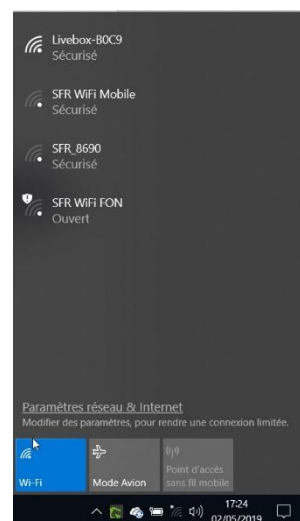 Livebox-B0C9
Sécurisé
SFR WiFi Mobile
Sécurisé
SFR_8690
Sécurisé
SFR WiFi FON
Ouvert
Paramètres réseau & Internet
Modifier des paramètres, pour rendre une connexion limitée.
Wi-Fi
Mode Avion
Point d'accès
sans fil mobile
17:24
02/05/2019